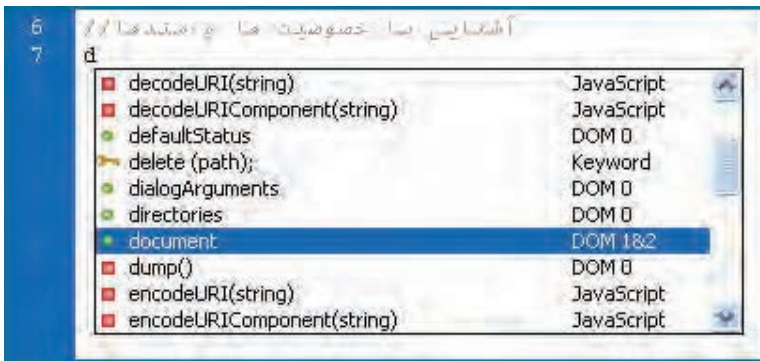 6 //آشنایی با خصوصیت ها و متدها
7 d
decodeURI(string) JavaScript
decodeURIComponent(string) JavaScript
defaultStatus DOM 0
delete (path); Keyword
dialogArguments DOM 0
directories DOM 0
document DOM 1&2
dump() DOM 0
encodeURI(string) JavaScript
encodeURIComponent(string) JavaScript